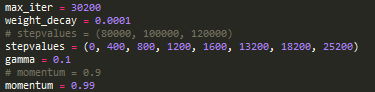 max_iter = 30200
weight_decay = 0.0001
# stepvalues = (80000, 100000, 120000)
stepvalues = (0, 400, 800, 1200, 1600, 13200, 18200, 25200)
gamma = 0.1
# momentum = 0.9
momentum = 0.99